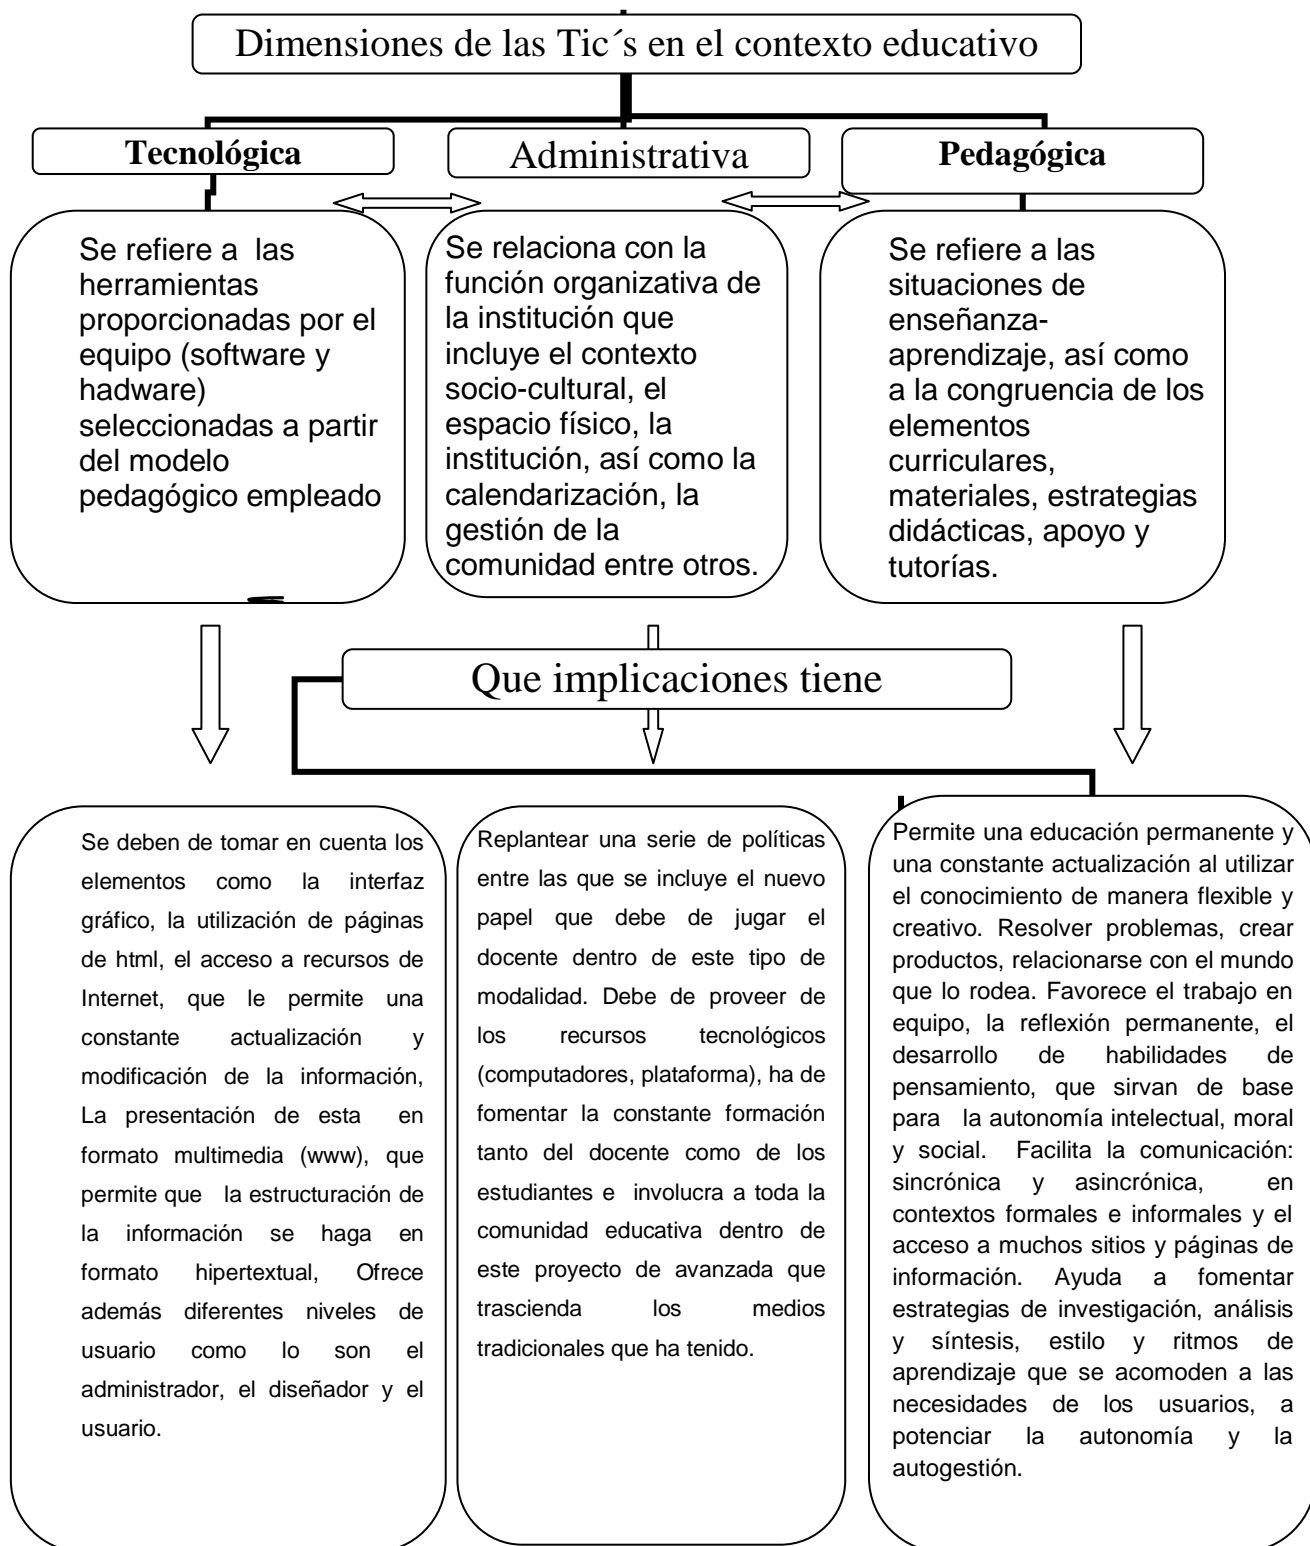 Dimensiones de las Tic´s en el contexto educativo
Tecnológica
Administrativa
Pedagógica
Se refiere a las
herramientas
proporcionadas por el
equipo (software y
hadware)
seleccionadas a partir
del modelo
pedagógico empleado
Se relaciona con la
función organizativa de
la institución que
incluye el contexto
socio-cultural, el
espacio físico, la
institución, así como la
calendarización, la
gestión de la
comunidad entre otros.
Se refiere a las
situaciones de
enseñanza-
aprendizaje, así como
a la congruencia de los
elementos
curriculares,
materiales, estrategias
didácticas, apoyo y
tutorías.
Que implicaciones tiene
Se deben de tomar en cuenta los
elementos como la interfaz
gráfico, la utilización de páginas
de html, el acceso a recursos de
Internet, que le permite una
constante actualización y
modificación de la información,
La presentación de esta en
formato multimedia (www), que
permite que la estructuración de
la información se haga en
formato hipertextual, Ofrece
además diferentes niveles de
usuario como lo son el
administrador, el diseñador y el
usuario.
Replantear una serie de políticas
entre las que se incluye el nuevo
papel que debe de jugar el
docente dentro de este tipo de
modalidad. Debe de proveer de
los recursos tecnológicos
(computadores, plataforma), ha de
fomentar la constante formación
tanto del docente como de los
estudiantes e involucra a toda la
comunidad educativa dentro de
este proyecto de avanzada que
trascienda los medios
tradicionales que ha tenido.
Permite una educación permanente y
una constante actualización al utilizar
el conocimiento de manera flexible y
creativo. Resolver problemas, crear
productos, relacionarse con el mundo
que lo rodea. Favorece el trabajo en
equipo, la reflexión permanente, el
desarrollo de habilidades de
pensamiento, que sirvan de base
para la autonomía intelectual, moral
y social. Facilita la comunicación:
sincrónica y asincrónica, en
contextos formales e informales y el
acceso a muchos sitios y páginas de
información. Ayuda a fomentar
estrategias de investigación, análisis
y síntesis, estilo y ritmos de
aprendizaje que se acomoden a las
necesidades de los usuarios, a
potenciar la autonomía y la
autogestión.